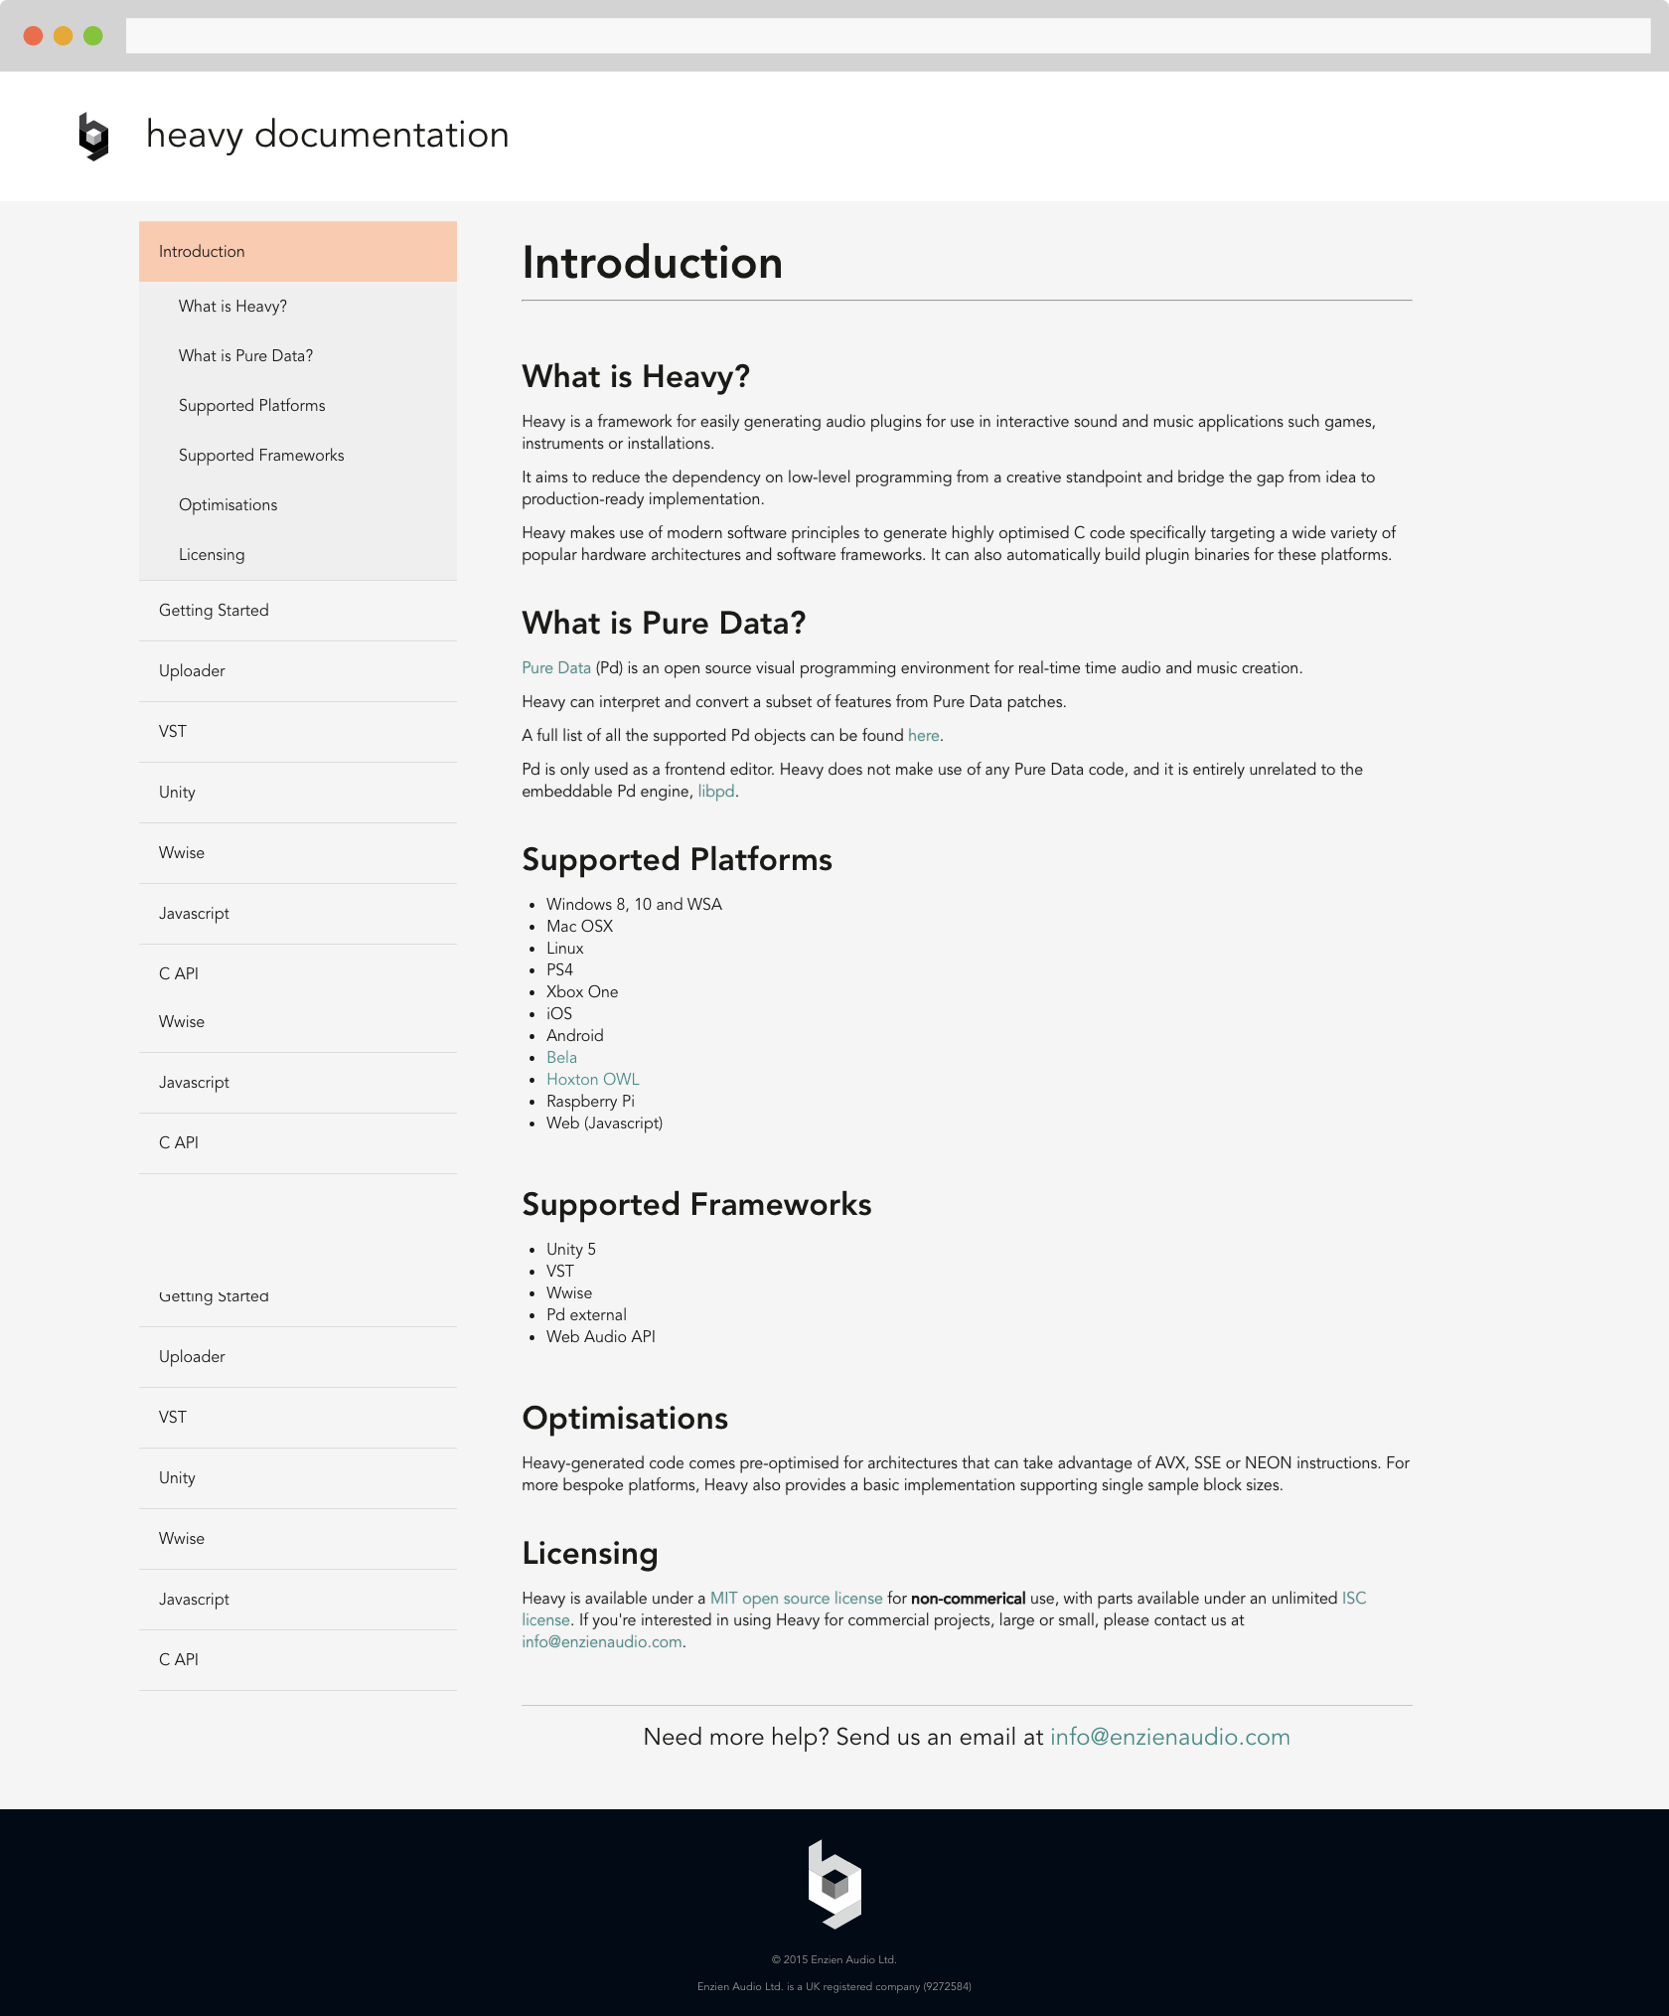 heavy documentation
Introduction
What is Heavy?
What is Pure Data?
Supported Platforms
Supported Frameworks
Optimisations
Licensing
Getting Started
Uploader
VST
Unity
Wwise
Javascript
C API
Wwise
Javascript
C API
Getting Started
Uploader
VST
Unity
Wwise
Javascript
C API
Introduction
What is Heavy?
Heavy is a framework for easily generating audio plugins for use in interactive sound and music applications such games,
instruments or installations.
It aims to reduce the dependency on low-level programming from a creative standpoint and bridge the gap from idea to
production-ready implementation.
Heavy makes use of modern software principles to generate highly optimised C code specifically targeting a wide variety of
popular hardware architectures and software frameworks. It can also automatically build plugin binaries for these platforms.
What is Pure Data?
Pure Data (Pd) is an open source visual programming environment for real-time time audio and music creation.
Heavy can interpret and convert a subset of features from Pure Data patches.
A full list of all the supported Pd objects can be found here.
Pd is only used as a frontend editor. Heavy does not make use of any Pure Data code, and it is entirely unrelated to the
embeddable Pd engine, libpd.
Supported Platforms
• Windows 8, 10 and WSA
• Mac OSX
• Linux
• PS4
• Xbox One
• iOS
• Android
• Bela
• Hoxton OWL
• Raspberry Pi
• Web (Javascript)
Supported Frameworks
• Unity 5
• VST
• Wwise
• Pd external
• Web Audio API
Optimisations
Heavy-generated code comes pre-optimised for architectures that can take advantage of AVX, SSE or NEON instructions. For
more bespoke platforms, Heavy also provides a basic implementation supporting single sample block sizes.
Licensing
Heavy is available under a MIT open source license for non-commerical use, with parts available under an unlimited ISC
license. If you're interested in using Heavy for commercial projects, large or small, please contact us at
info@enzienaudio.com.
Need more help? Send us an email at info@enzienaudio.com
© 2015 Enzien Audio Ltd.
Enzien Audio Ltd. is a UK registered company (9272584)